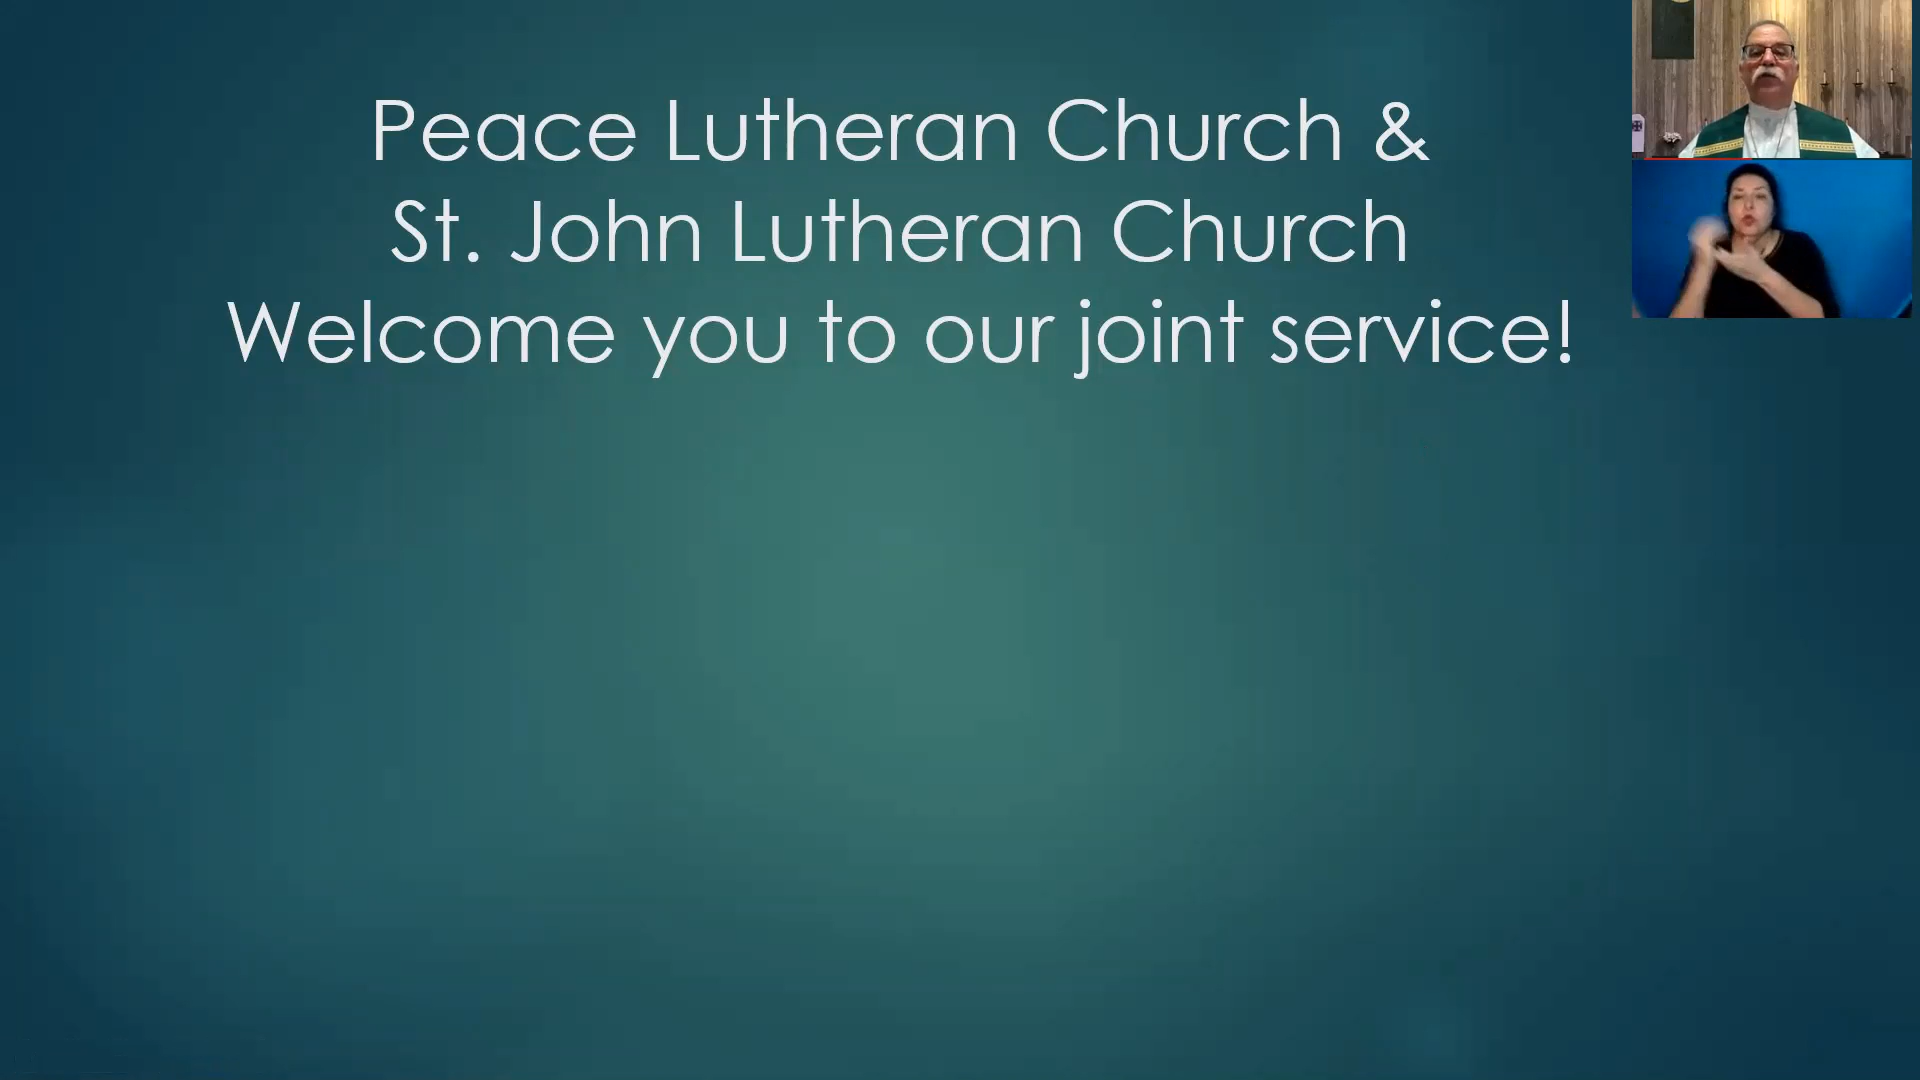 Peace Lutheran Church &
St. John Lutheran Church
Welcome you to our joint service!